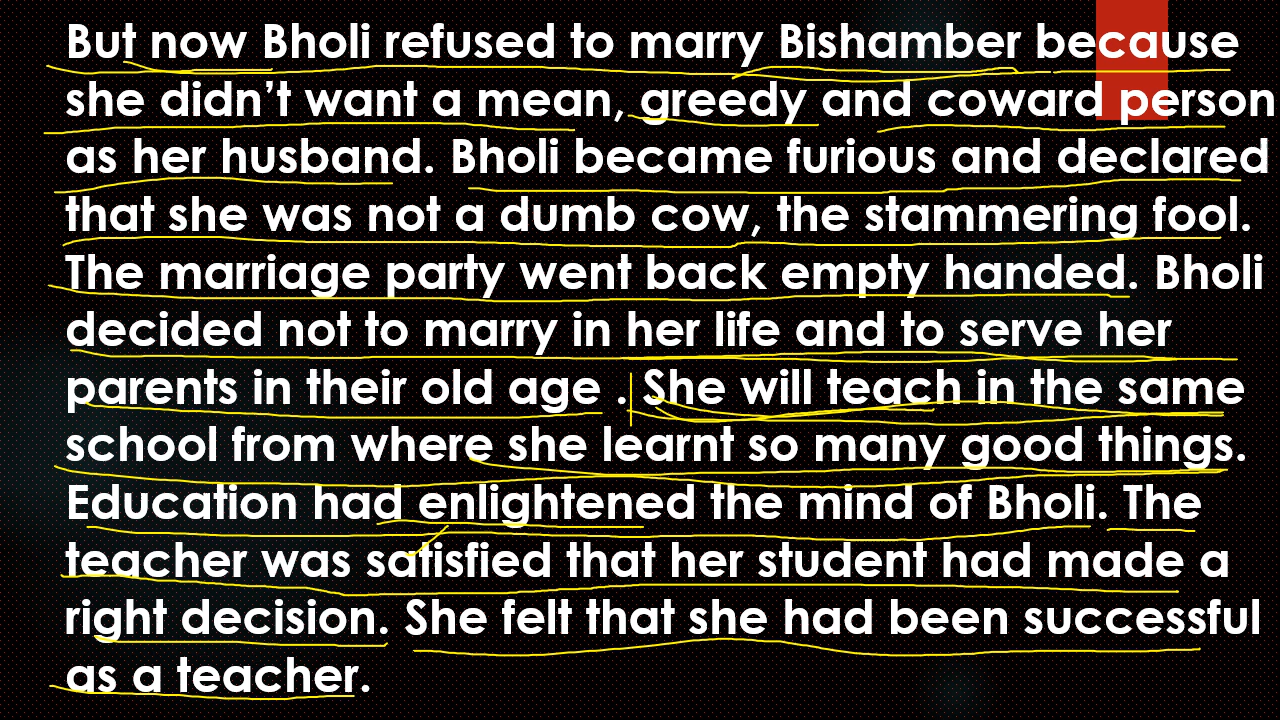 But now Bholi refused to marry Bishamber because
she didn’t want a mean, greedy and coward person
as her husband. Bholi became furious and declared
that she was not a dumb cow, the stammering fool.
The marriage party went back empty handed. Bholi
decided not to marry in her life and to serve her
parents in their old age . She will teach in the same
school from where she learnt so many good things.
Education had enlightened the mind of Bholi. The
teacher was satisfied that her student had made a
right decision. She felt that she had been successful
as a teacher.